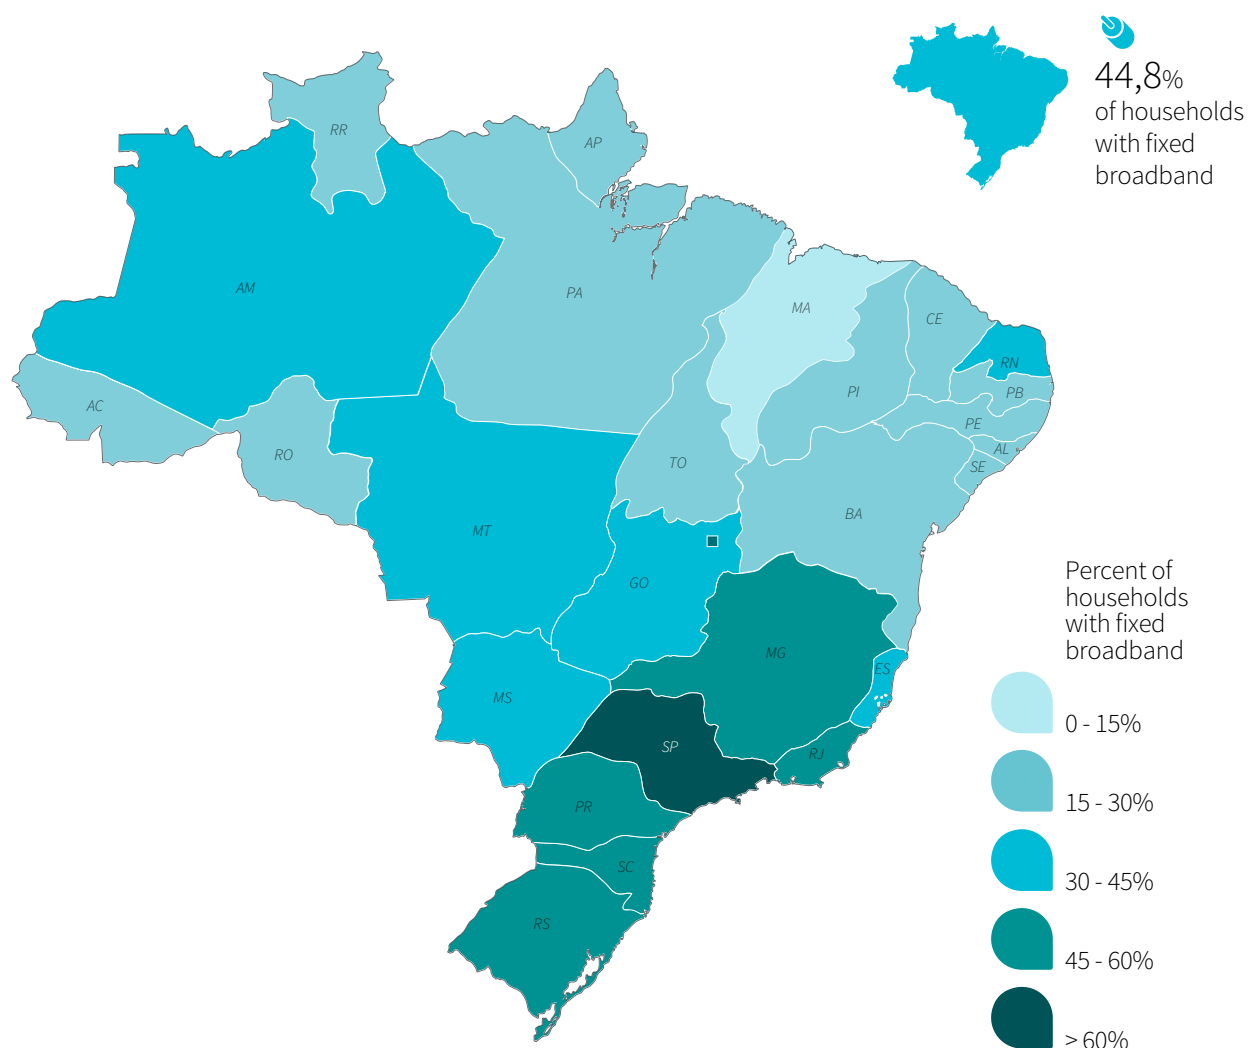 44,8%
of households
with fixed
broadband
RR
AP
AM
PA
MA
CE
RN
PB
PI
PE
AL
SE
AC
RO
TO
BA
MT
GO
MG
ES
MS
SP
RJ
PR
SC
RS
Percent of
households
with fixed
broadband
0 - 15%
15 - 30%
30 - 45%
45 - 60%
> 60%